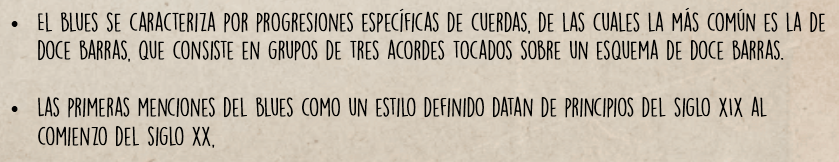 • EL BLUES SE CARACTERIZA POR PROGRESIONES ESPECÍFICAS DE CUERDAS, DE LAS CUALES LA MÁS COMÚN ES LA DE
DOCE BARRAS, QUE CONSISTE EN GRUPOS DE TRES ACORDES TOCADOS SOBRE UN ESQUEMA DE DOCE BARRAS.
• LAS PRIMERAS MENCIONES DEL BLUES COMO UN ESTILO DEFINIDO DATAN DE PRINCIPIOS DEL SIGLO XIX AL
COMIENZO DEL SIGLO XX,